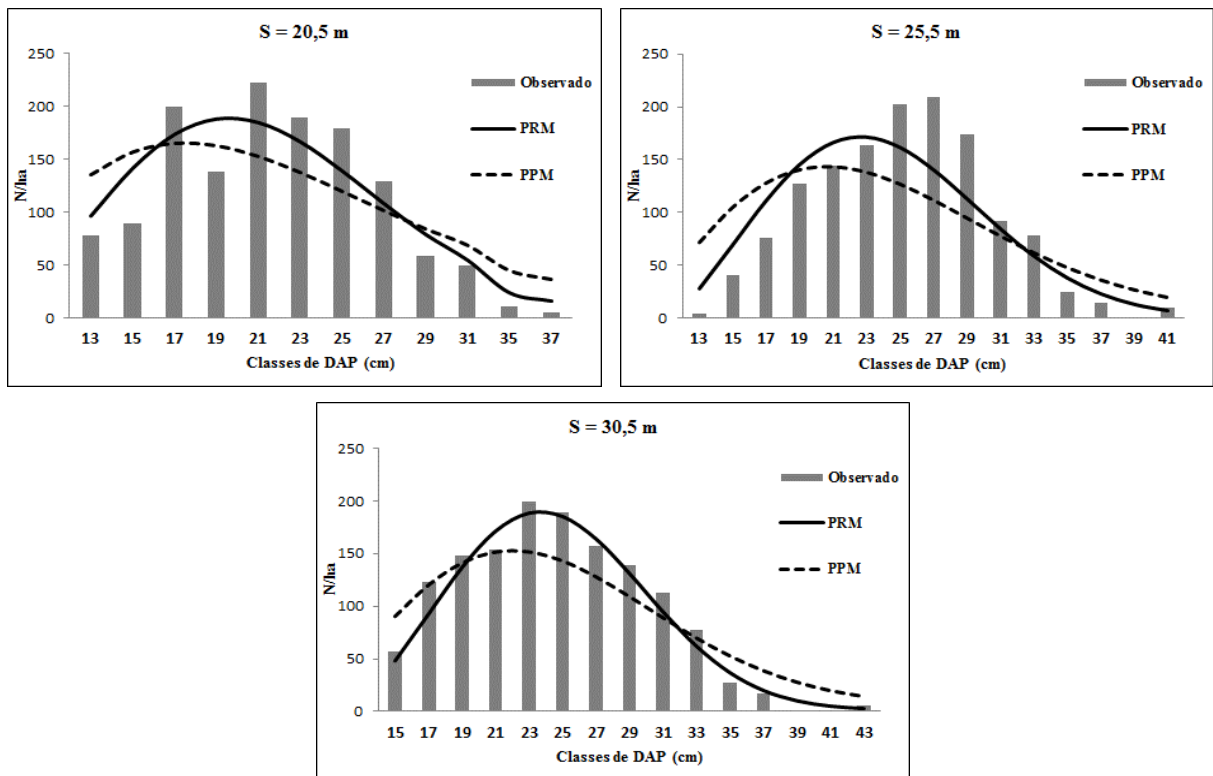 S = 20,5 m
250
200
150
100
50
0
N/ha
Observado
PRM
PPM
13 15 17 19 21 23 25 27 29 31 35 37
Classes de DAP (cm)
S = 25,5 m
250
200
150
100
50
0
N/ha
Observado
PRM
PPM
13 15 17 19 21 23 25 27 29 31 33 35 37 39 41
Classes de DAP (cm)
S = 30,5 m
250
200
150
100
50
0
N/ha
Observado
PRM
PPM
15 17 19 21 23 25 27 29 31 33 35 37 39 41 43
Classes de DAP (cm)